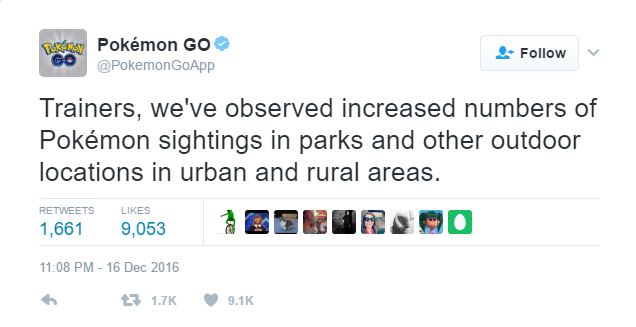 POKÉMON GO
Pokémon GO
@PokemonGoApp
Follow
Trainers, we've observed increased numbers of
Pokémon sightings in parks and other outdoor
locations in urban and rural areas.
RETWEETS LIKES
1,661 9,053
11:08 PM - 16 Dec 2016
1.7K 9.1K